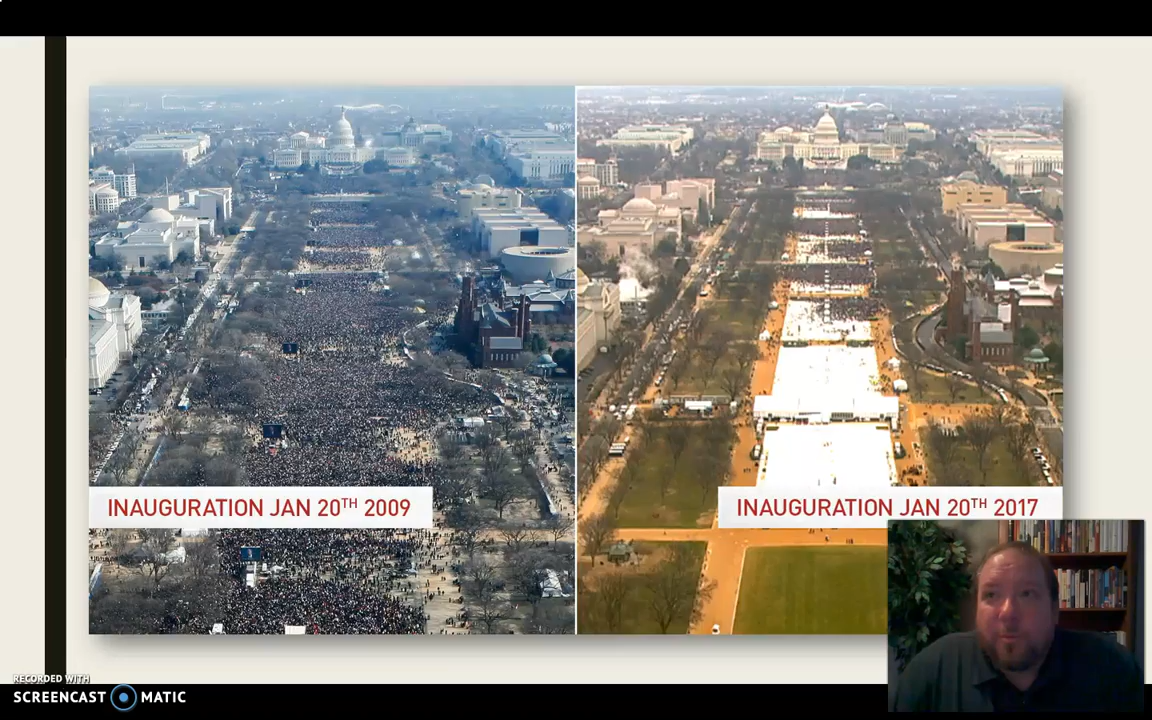 INAUGURATION JAN 20TH 2009
INAUGURATION JAN 20TH 2017
RECORDED WITH
SCREENCAST MATIC